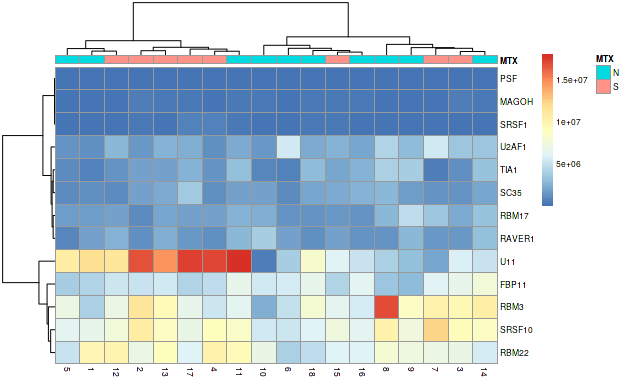 MTX
PSF
MAGOH
SRSF1
U2AF1
TIA1
SC35
RBM17
RAVER1
U11
FBP11
RBM3
SRSF10
RBM22
5 1 12 2 13 17 4 11 10 6 18 15 16 8 9 7 3 14
1.5e+07
1e+07
5e+06
MTX
N
S